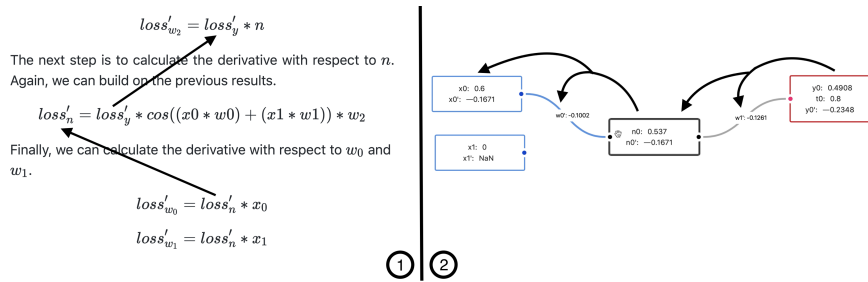 loss'_{w_2} = loss'_y * n
The next step is to calculate the derivative with respect to n.
Again, we can build on the previous results.
loss'_n = loss'_y * cos((x0 * w0) + (x1 * w1)) * w_2
Finally, we can calculate the derivative with respect to w_0 and
w_1.
loss'_{w_0} = loss'_n * x_0
loss'_{w_1} = loss'_n * x_1
1
2
x0: 0.6
x0': —0.1671
x1: 0
x1': NaN
w0': -0.1002
n0: 0.537
n0': —0.1671
w1': -0.1261
y0: 0.4908
t0: 0.8
y0': —0.2348